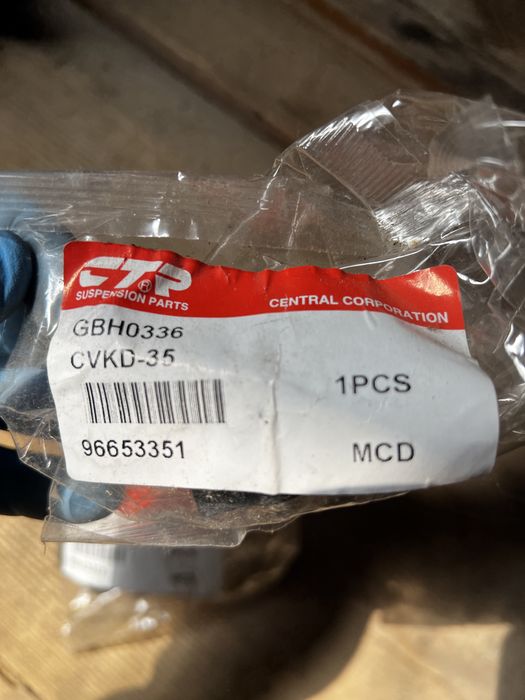 CTR®
SUSPENSION PARTS
CENTRAL CORPORATION
GBH0336
CVKD-35
1PCS
96653351
MCD